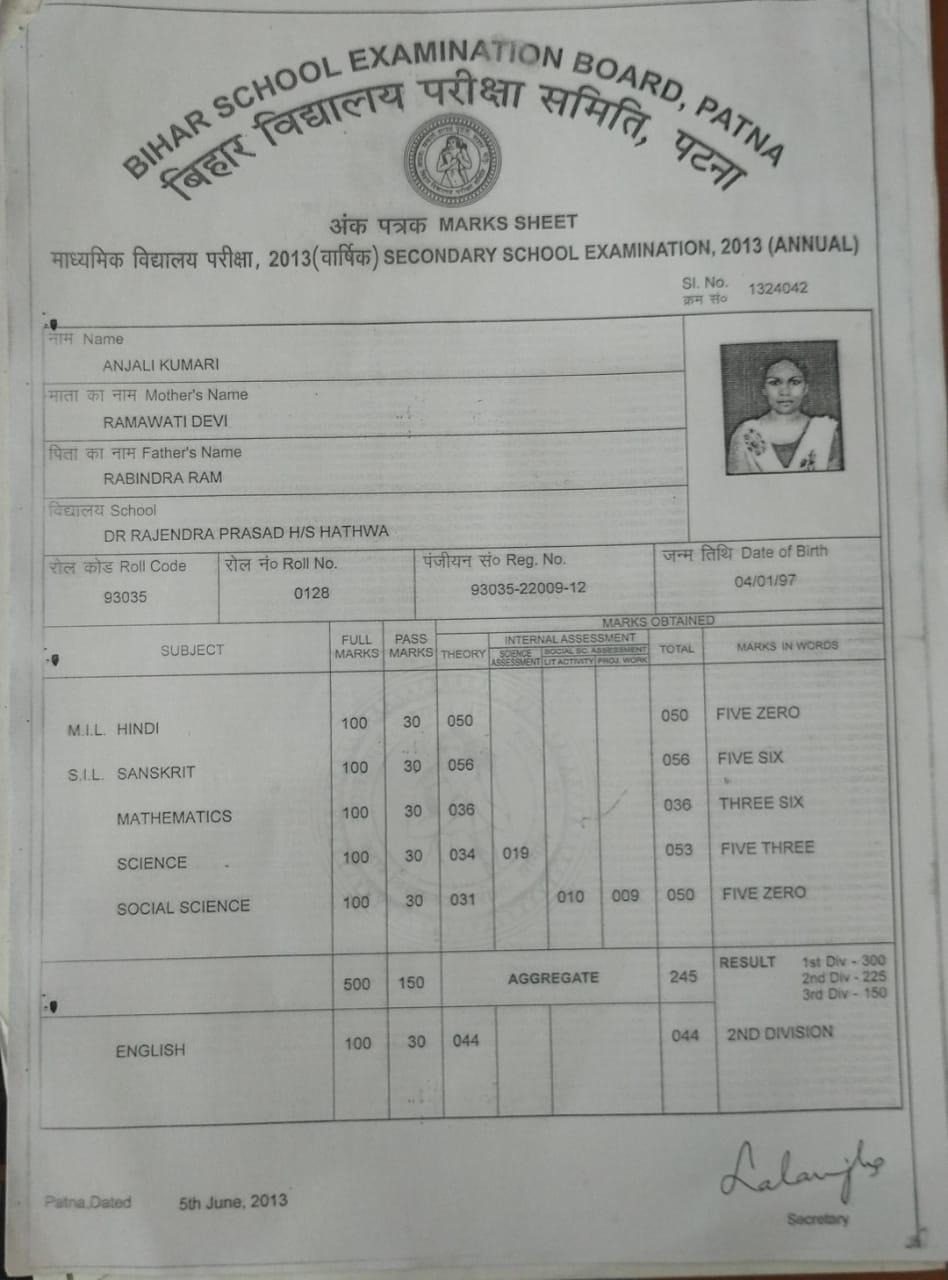 BIHAR SCHOOL EXAMINATION BOARD, PATNA
बिहार विद्यालय परीक्षा समिति, पटना
अंक पत्रक MARKS SHEET
माध्यमिक विद्यालय परीक्षा, 2013(वार्षिक) SECONDARY SCHOOL EXAMINATION, 2013 (ANNUAL)
Sl. No. 1324042
क्रम सं०
नाम Name
ANJALI KUMARI
माता का नाम Mother's Name
RAMAWATI DEVI
पिता का नाम Father's Name
RABINDRA RAM
विद्यालय School
DR RAJENDRA PRASAD H/S HATHWA
रोल कोड Roll Code रोल नं० Roll No. पंजीयन सं० Reg. No. जन्म तिथि Date of Birth
93035 0128 93035-22009-12 04/01/97
MARKS OBTAINED
SUBJECT FULL MARKS PASS MARKS THEORY INTERNAL ASSESSMENT TOTAL MARKS IN WORDS
SCIENCE ASSESSMENT SOCIAL SC. ASSESSMENT
LIT ACTIVITY PROJ. WORK
M.I.L. HINDI 100 30 050 050 FIVE ZERO
S.I.L. SANSKRIT 100 30 056 056 FIVE SIX
MATHEMATICS 100 30 036 036 THREE SIX
SCIENCE 100 30 034 019 053 FIVE THREE
SOCIAL SCIENCE 100 30 031 010 009 050 FIVE ZERO
500 150 AGGREGATE 245 RESULT 1st Div - 300
2nd Div - 225
3rd Div - 150
ENGLISH 100 30 044 044 2ND DIVISION
Patna,Dated 5th June, 2013
Secretary